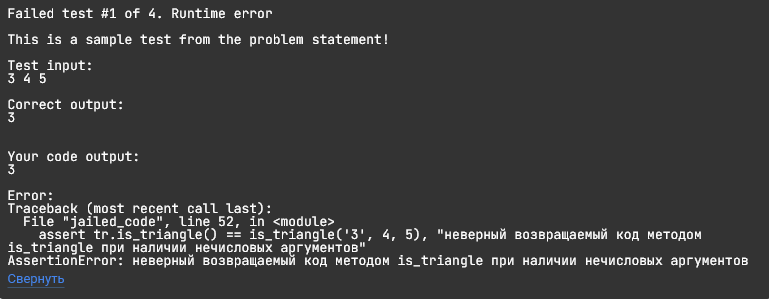 Failed test #1 of 4. Runtime error
This is a sample test from the problem statement!
Test input:
3 4 5
Correct output:
3
Your code output:
3
Error:
Traceback (most recent call last):
  File "jailed_code", line 52, in <module>
    assert tr.is_triangle() == is_triangle('3', 4, 5), "неверный возвращаемый код методом
is_triangle при наличии нечисловых аргументов"
AssertionError: неверный возвращаемый код методом is_triangle при наличии нечисловых аргументов
Свернуть